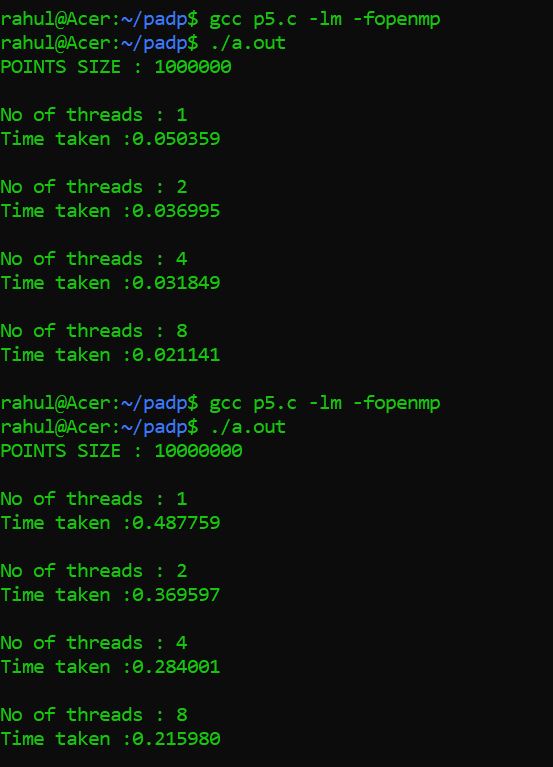 rahul@Acer:~/padp$ gcc p5.c -lm -fopenmp
rahul@Acer:~/padp$ ./a.out
POINTS SIZE : 1000000
No of threads : 1
Time taken :0.050359
No of threads : 2
Time taken :0.036995
No of threads : 4
Time taken :0.031849
No of threads : 8
Time taken :0.021141
rahul@Acer:~/padp$ gcc p5.c -lm -fopenmp
rahul@Acer:~/padp$ ./a.out
POINTS SIZE : 10000000
No of threads : 1
Time taken :0.487759
No of threads : 2
Time taken :0.369597
No of threads : 4
Time taken :0.284001
No of threads : 8
Time taken :0.215980